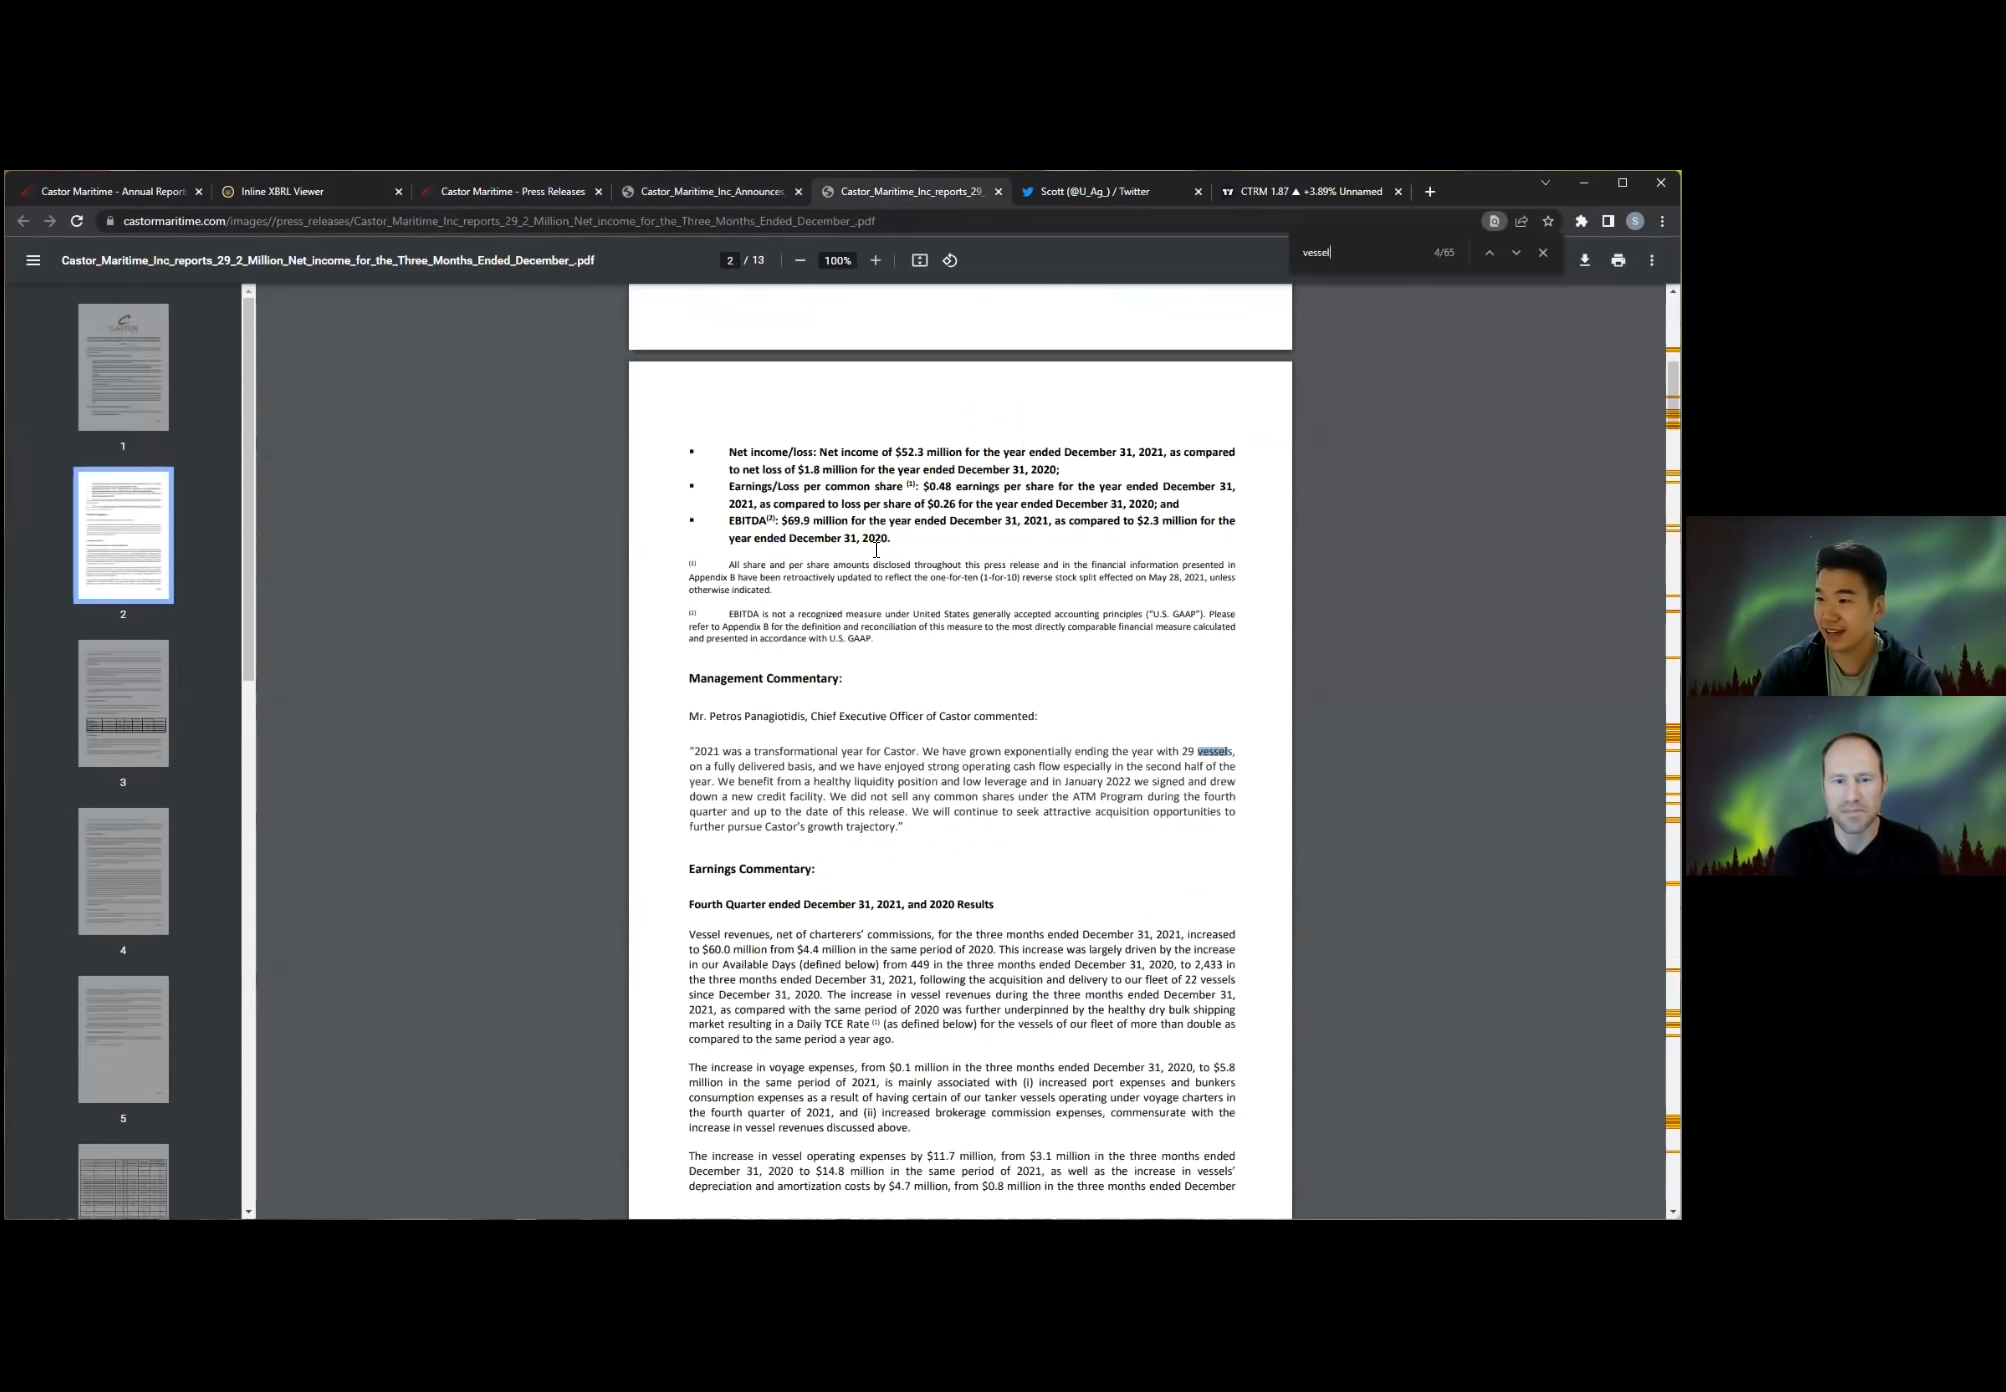 Castor Maritime - Annual Report
Inline XBRL Viewer
Castor Maritime - Press Releases
Castor_Maritime_Inc_Announces
Castor_Maritime_Inc_reports_29_
Scott (@U_Ag_) / Twitter
CTRM 1.87 ▲ +3.89% Unnamed
castormaritime.com/images//press_releases/Castor_Maritime_Inc_reports_29_2_Million_Net_income_for_the_Three_Months_Ended_December_.pdf
S
Castor_Maritime_Inc_reports_29_2_Million_Net_income_for_the_Three_Months_Ended_December_.pdf
2 / 13
100%
vessel
4/65
1
2
3
4
5
▪ Net income/loss: Net income of $52.3 million for the year ended December 31, 2021, as compared
to net loss of $1.8 million for the year ended December 31, 2020;
▪ Earnings/Loss per common share (1): $0.48 earnings per share for the year ended December 31,
2021, as compared to loss per share of $0.26 for the year ended December 31, 2020; and
▪ EBITDA(2): $69.9 million for the year ended December 31, 2021, as compared to $2.3 million for the
year ended December 31, 2020.
(1) All share and per share amounts disclosed throughout this press release and in the financial information presented in
Appendix B have been retroactively updated to reflect the one-for-ten (1-for-10) reverse stock split effected on May 28, 2021, unless
otherwise indicated.
(2) EBITDA is not a recognized measure under United States generally accepted accounting principles ("U.S. GAAP"). Please
refer to Appendix B for the definition and reconciliation of this measure to the most directly comparable financial measure calculated
and presented in accordance with U.S. GAAP.
Management Commentary:
Mr. Petros Panagiotidis, Chief Executive Officer of Castor commented:
"2021 was a transformational year for Castor. We have grown exponentially ending the year with 29 vessels,
on a fully delivered basis, and we have enjoyed strong operating cash flow especially in the second half of the
year. We benefit from a healthy liquidity position and low leverage and in January 2022 we signed and drew
down a new credit facility. We did not sell any common shares under the ATM Program during the fourth
quarter and up to the date of this release. We will continue to seek attractive acquisition opportunities to
further pursue Castor's growth trajectory."
Earnings Commentary:
Fourth Quarter ended December 31, 2021, and 2020 Results
Vessel revenues, net of charterers' commissions, for the three months ended December 31, 2021, increased
to $60.0 million from $4.4 million in the same period of 2020. This increase was largely driven by the increase
in our Available Days (defined below) from 449 in the three months ended December 31, 2020, to 2,433 in
the three months ended December 31, 2021, following the acquisition and delivery to our fleet of 22 vessels
since December 31, 2020. The increase in vessel revenues during the three months ended December 31,
2021, as compared with the same period of 2020 was further underpinned by the healthy dry bulk shipping
market resulting in a Daily TCE Rate (1) (as defined below) for the vessels of our fleet of more than double as
compared to the same period a year ago.
The increase in voyage expenses, from $0.1 million in the three months ended December 31, 2020, to $5.8
million in the same period of 2021, is mainly associated with (i) increased port expenses and bunkers
consumption expenses as a result of having certain of our tanker vessels operating under voyage charters in
the fourth quarter of 2021, and (ii) increased brokerage commission expenses, commensurate with the
increase in vessel revenues discussed above.
The increase in vessel operating expenses by $11.7 million, from $3.1 million in the three months ended
December 31, 2020 to $14.8 million in the same period of 2021, as well as the increase in vessels'
depreciation and amortization costs by $4.7 million, from $0.8 million in the three months ended December